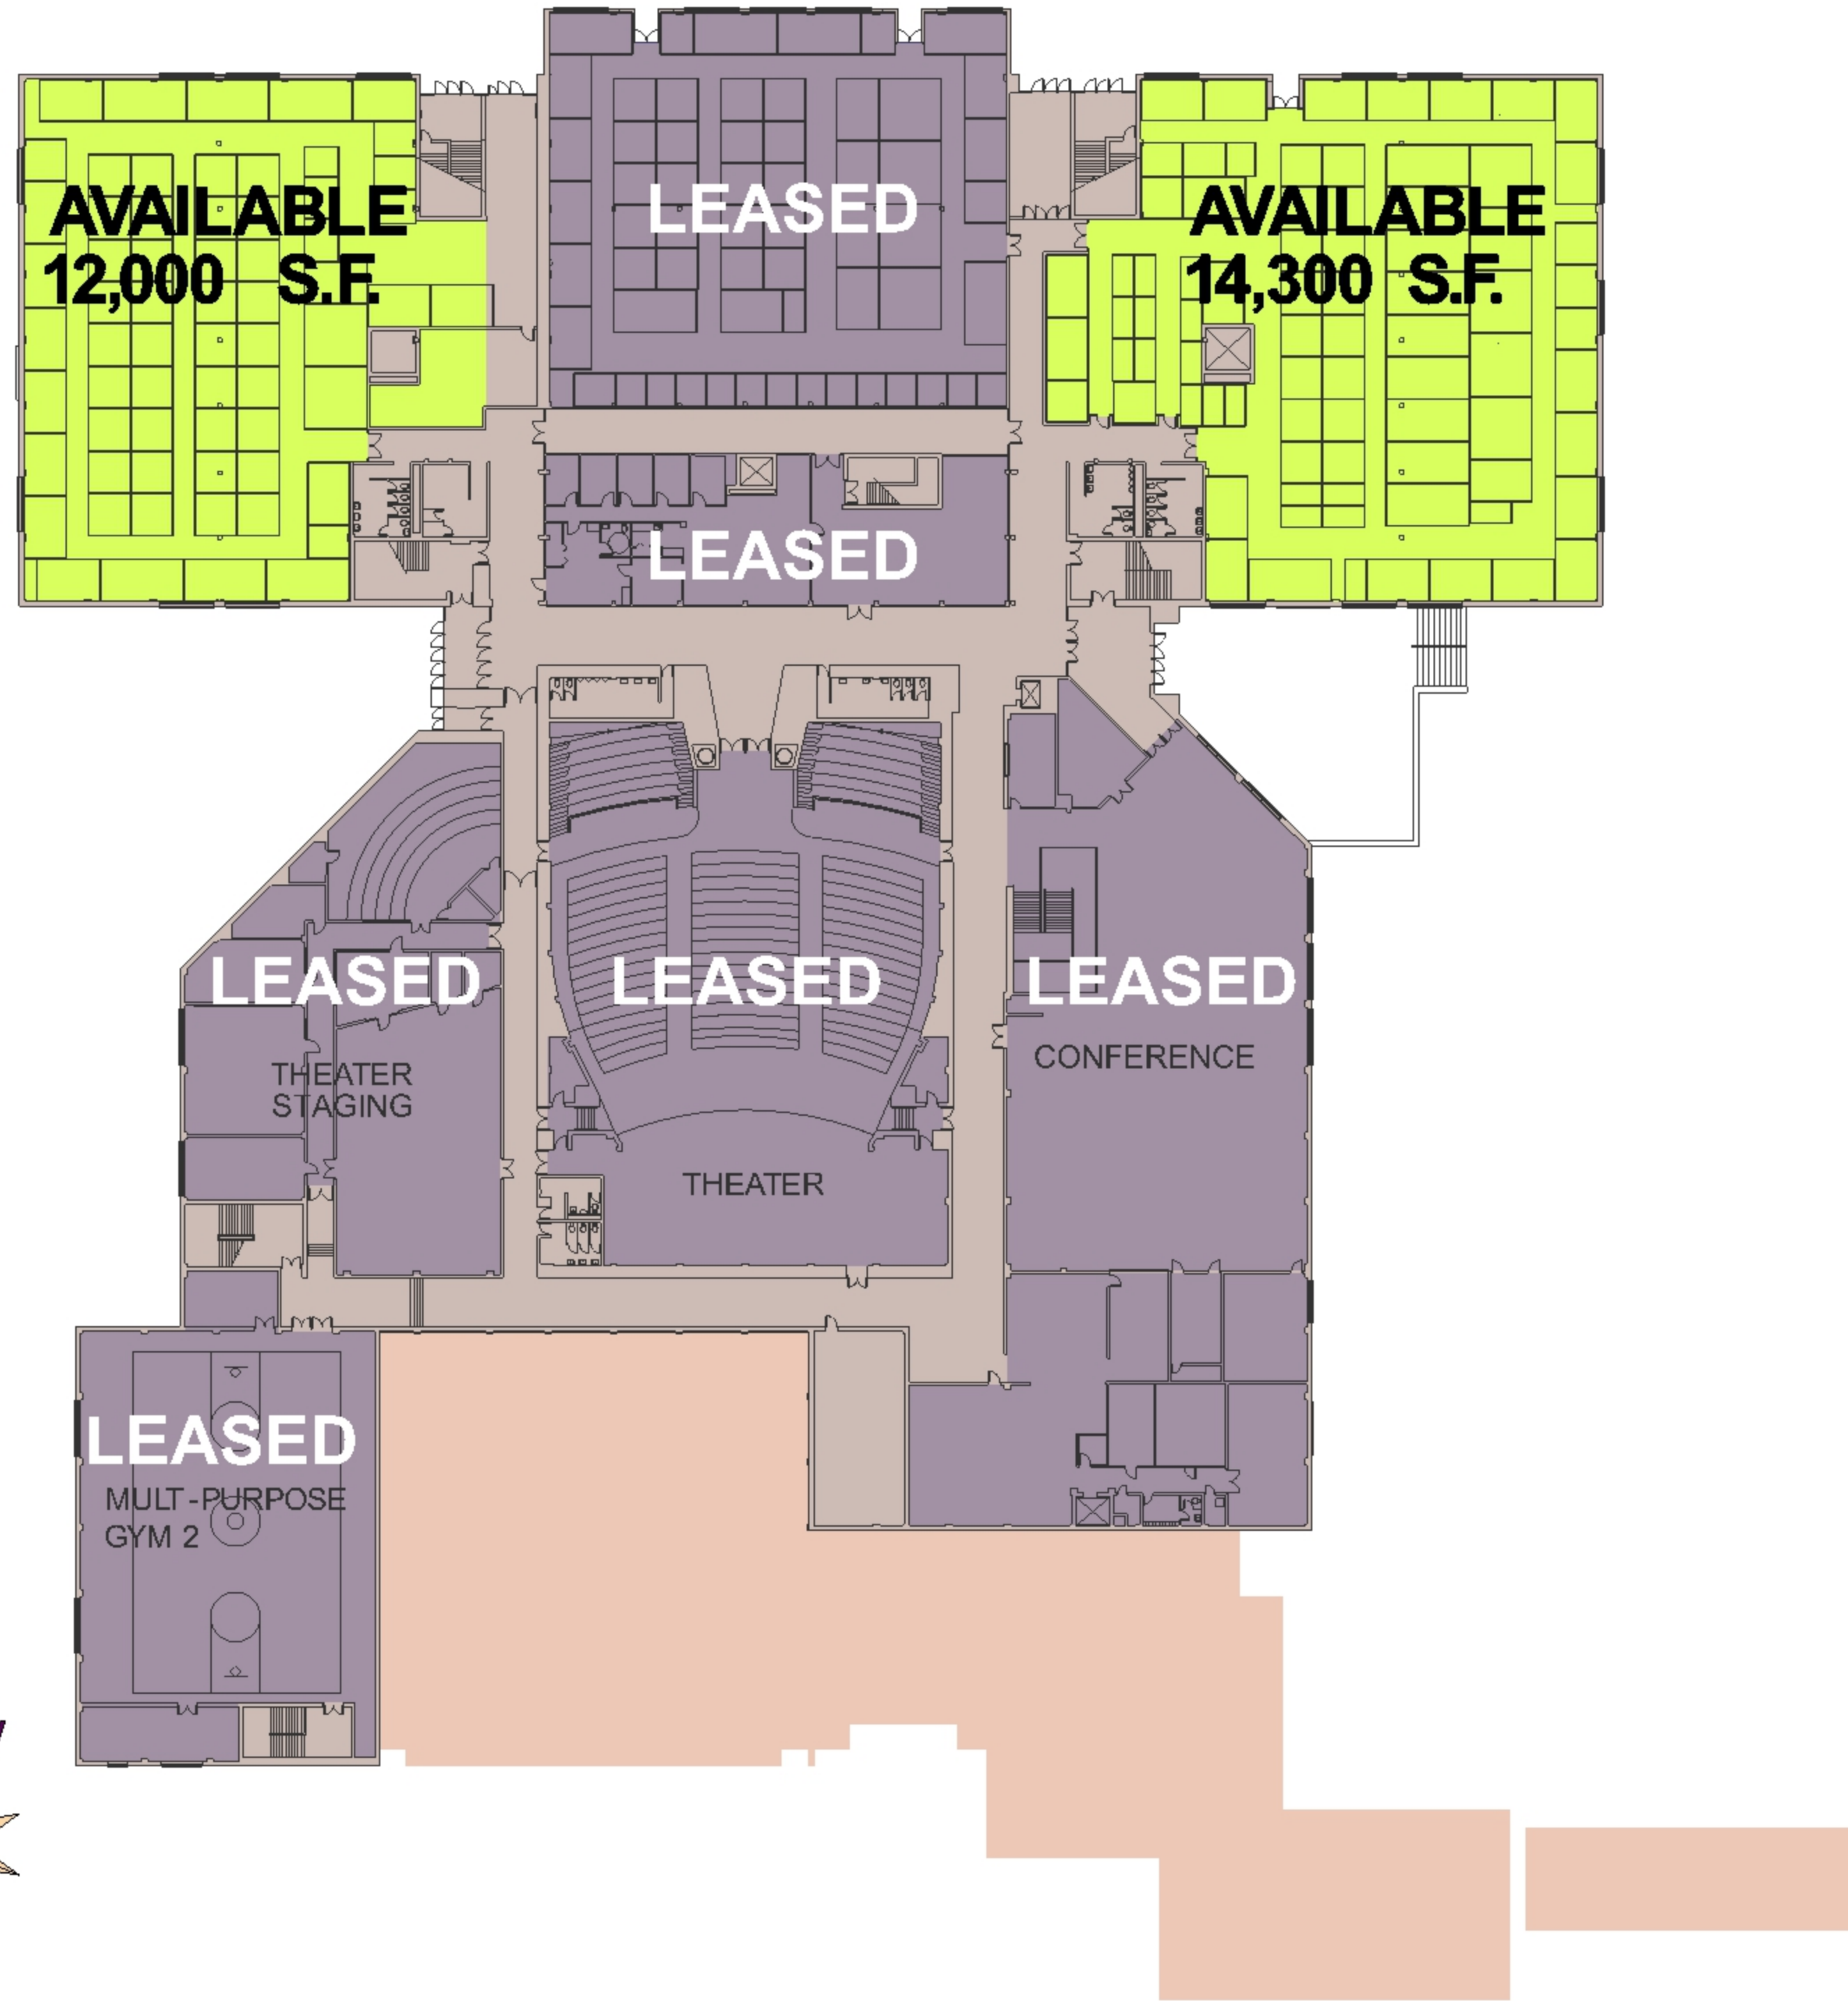 LEASED
AVAILABLE
12,000 S.F.
AVAILABLE
14,300 S.F.
LEASED
LEASED
LEASED
LEASED
THEATER
STAGING
CONFERENCE
THEATER
LEASED
MULT-PURPOSE
GYM 2